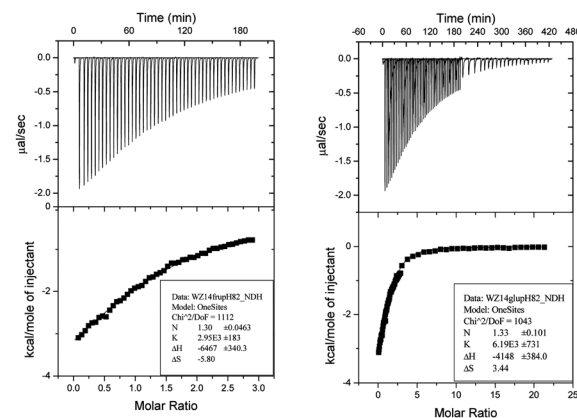 Time (min)
0 60 120 180
0.0
-0.5
-1.0
-1.5
-2.0
µal/sec
-2
-4
kcal/mole of injectant
Data: WZ14frupH82_NDH
Model: OneSites
Chi^2/DoF = 1112
N 1.30 ±0.0463
K 2.95E3 ±183
ΔH -6467 ±340.3
ΔS -5.80
0.0 0.5 1.0 1.5 2.0 2.5 3.0
Molar Ratio
Time (min)
-60 0 60 120 180 240 300 360 420 480
0.0
-0.5
-1.0
-1.5
-2.0
µal/sec
0
-2
-4
kcal/mole of injectant
Data: WZ14glupH82_NDH
Model: OneSites
Chi^2/DoF = 1043
N 1.33 ±0.101
K 6.19E3 ±731
ΔH -4148 ±384.0
ΔS 3.44
0 5 10 15 20 25
Molar Ratio